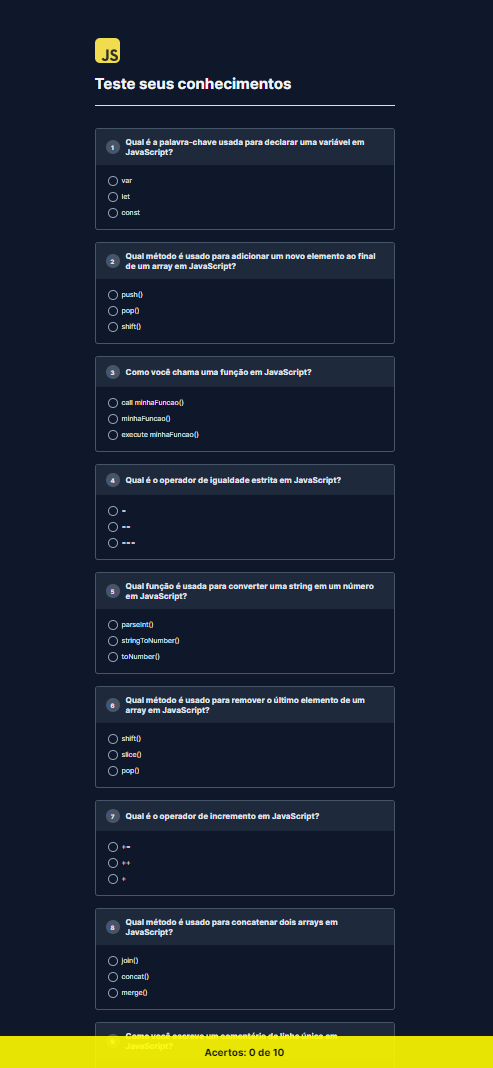 JS
Teste seus conhecimentos
1
Qual é a palavra-chave usada para declarar uma variável em
JavaScript?
var
let
const
2
Qual método é usado para adicionar um novo elemento ao final
de um array em JavaScript?
push()
pop()
shift()
3
Como você chama uma função em JavaScript?
call minhaFuncao()
minhaFuncao()
execute minhaFuncao()
4
Qual é o operador de igualdade estrita em JavaScript?
=
==
===
5
Qual função é usada para converter uma string em um número
em JavaScript?
parseInt()
stringToNumber()
toNumber()
6
Qual método é usado para remover o último elemento de um
array em JavaScript?
shift()
slice()
pop()
7
Qual é o operador de incremento em JavaScript?
+=
++
+
8
Qual método é usado para concatenar dois arrays em
JavaScript?
join()
concat()
merge()
Como você escreve um comentário de linha única em
JavaScript?
Acertos: 0 de 10